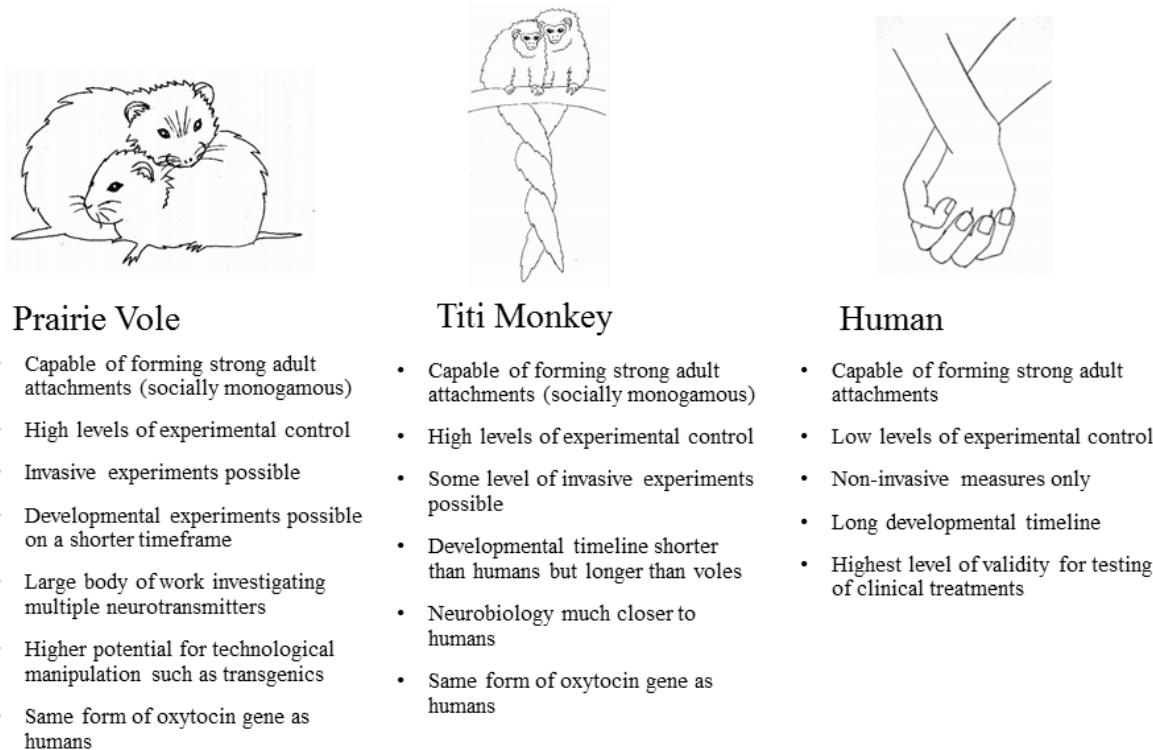 Prairie Vole
Capable of forming strong adult
attachments (socially monogamous)
High levels of experimental control
Invasive experiments possible
Developmental experiments possible
on a shorter timeframe
Large body of work investigating
multiple neurotransmitters
Higher potential for technological
manipulation such as transgenics
Same form of oxytocin gene as
humans
Titi Monkey
• Capable of forming strong adult
attachments (socially monogamous)
• High levels of experimental control
• Some level of invasive experiments
possible
• Developmental timeline shorter
than humans but longer than voles
• Neurobiology much closer to
humans
• Same form of oxytocin gene as
humans
Human
• Capable of forming strong adult
attachments
• Low levels of experimental control
• Non-invasive measures only
• Long developmental timeline
• Highest level of validity for testing
of clinical treatments